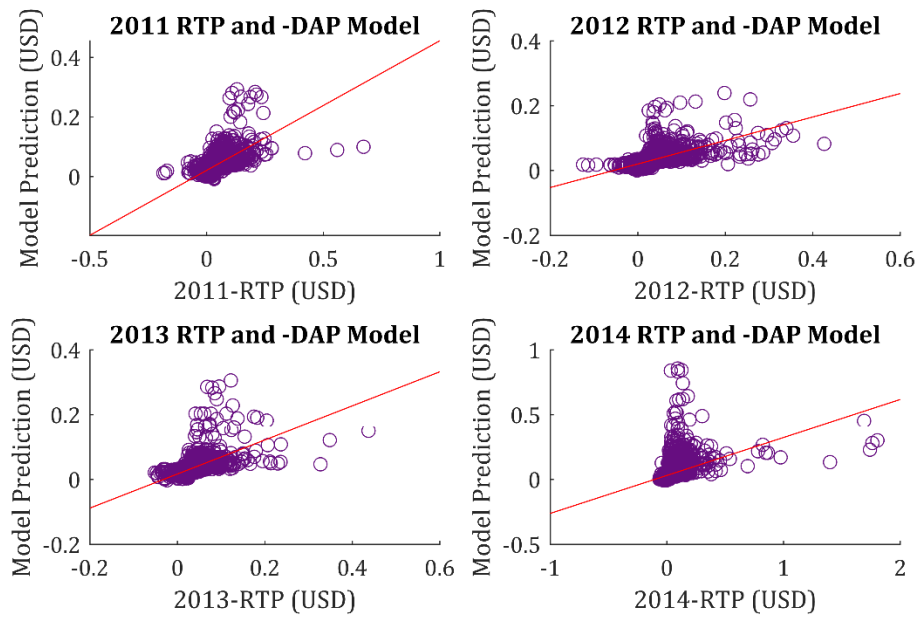 2011 RTP and -DAP Model
Model Prediction (USD)
0.4
0.2
0
-0.5
0
0.5
1
2011-RTP (USD)
2012 RTP and -DAP Model
Model Prediction (USD)
0.4
0.2
0
-0.2
-0.2
0
0.2
0.4
0.6
2012-RTP (USD)
2013 RTP and -DAP Model
Model Prediction (USD)
0.4
0.2
0
-0.2
-0.2
0
0.2
0.4
0.6
2013-RTP (USD)
2014 RTP and -DAP Model
Model Prediction (USD)
1
0.5
0
-0.5
-1
0
1
2
2014-RTP (USD)